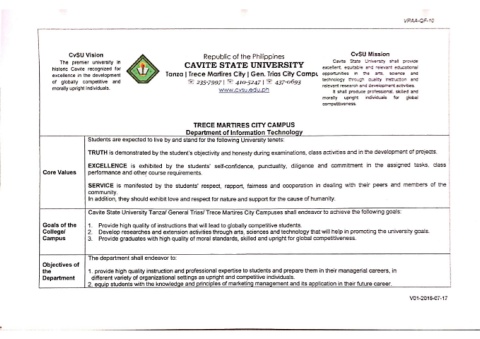 VPAA-QF-10
CvSU Vision
The premier university in
historic Cavite recognized for
excellence in the development
of globally competitive and
morally upright individuals.
Republic of the Philippines
CAVITE STATE UNIVERSITY
Tanza | Trece Martires City | Gen. Trias City Campu
☏ 235-7997 | ☏ 410-5247 | ☏ 437-0693
www.cvsu.edu.ph
CvSU Mission
Cavite State University shall provide
excellent, equitable and relevant educational
opportunities in the arts, science and
technology through quality instruction and
relevant research and development activities.
It shall produce professional, skilled and
morally upright individuals for global
competitiveness.
TRECE MARTIRES CITY CAMPUS
Department of Information Technology
Core Values
Students are expected to live by and stand for the following University tenets:
TRUTH is demonstrated by the student's objectivity and honesty during examinations, class activities and in the development of projects.
EXCELLENCE is exhibited by the students' self-confidence, punctuality, diligence and commitment in the assigned tasks, class
performance and other course requirements.
SERVICE is manifested by the students' respect, rapport, fairness and cooperation in dealing with their peers and members of the
community.
In addition, they should exhibit love and respect for nature and support for the cause of humanity.
Goals of the
College/
Campus
Cavite State University Tanza/ General Trias/ Trece Martires City Campuses shall endeavor to achieve the following goals:
1. Provide high quality of instructions that will lead to globally competitive students.
2. Develop researches and extension activities through arts, sciences and technology that will help in promoting the university goals.
3. Provide graduates with high quality of moral standards, skilled and upright for global competitiveness.
Objectives of
the
Department
The department shall endeavor to:
1. provide high quality instruction and professional expertise to students and prepare them in their managerial careers, in
different variety of organizational settings as upright and competitive individuals.
2. equip students with the knowledge and principles of marketing management and its application in their future career.
V01-2018-07-17